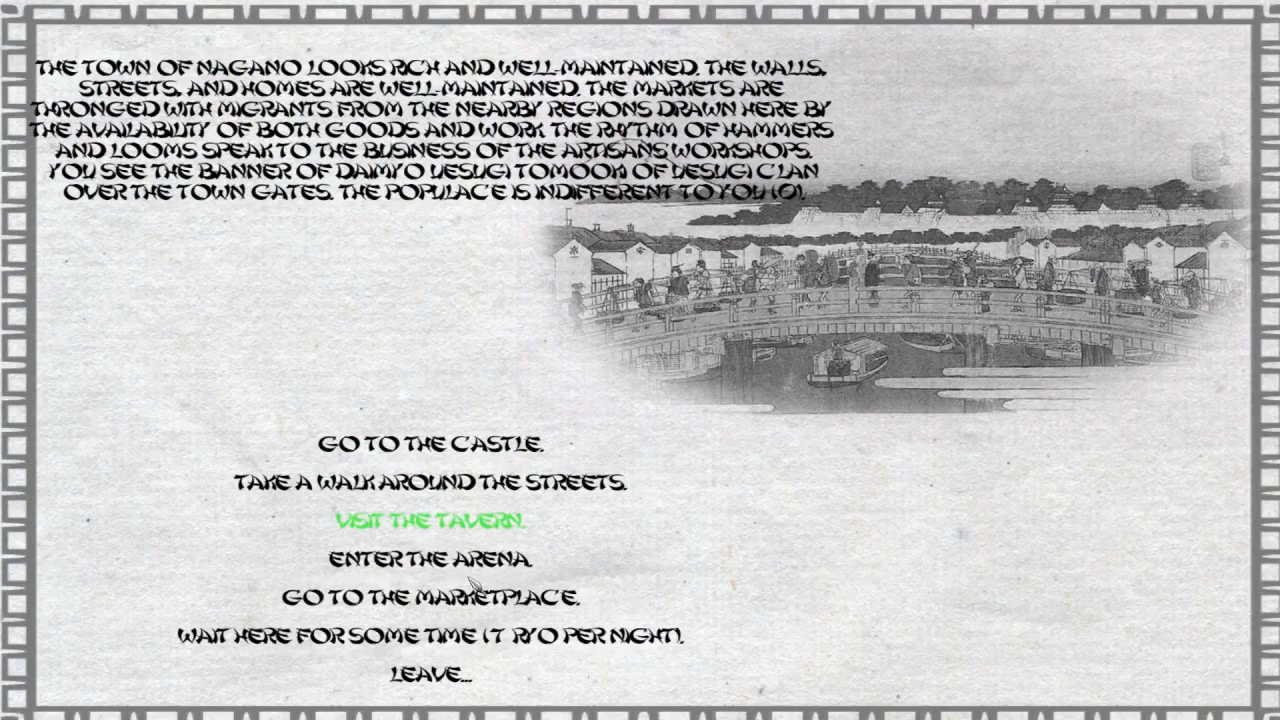 THE TOWN OF NAGANO LOOKS RICH AND WELL-MAINTAINED. THE WALLS,
STREETS, AND HOMES ARE WELL-MAINTAINED. THE MARKETS ARE
THRONGED WITH MIGRANTS FROM THE NEARBY REGIONS DRAWN HERE BY
THE AVAILABILITY OF BOTH GOODS AND WORK. THE RHYTHM OF HAMMERS
AND LOOMS SPEAK TO THE BUSINESS OF THE ARTISANS' WORKSHOPS.
YOU SEE THE BANNER OF DAIMYO UESUGI TOMOOKI OF UESUGI CLAN
OVER THE TOWN GATES. THE POPULACE IS INDIFFERENT TO YOU (0).
GO TO THE CASTLE.
TAKE A WALK AROUND THE STREETS.
VISIT THE TAVERN.
ENTER THE ARENA.
GO TO THE MARKETPLACE.
WAIT HERE FOR SOME TIME (7 RYO PER NIGHT).
LEAVE...